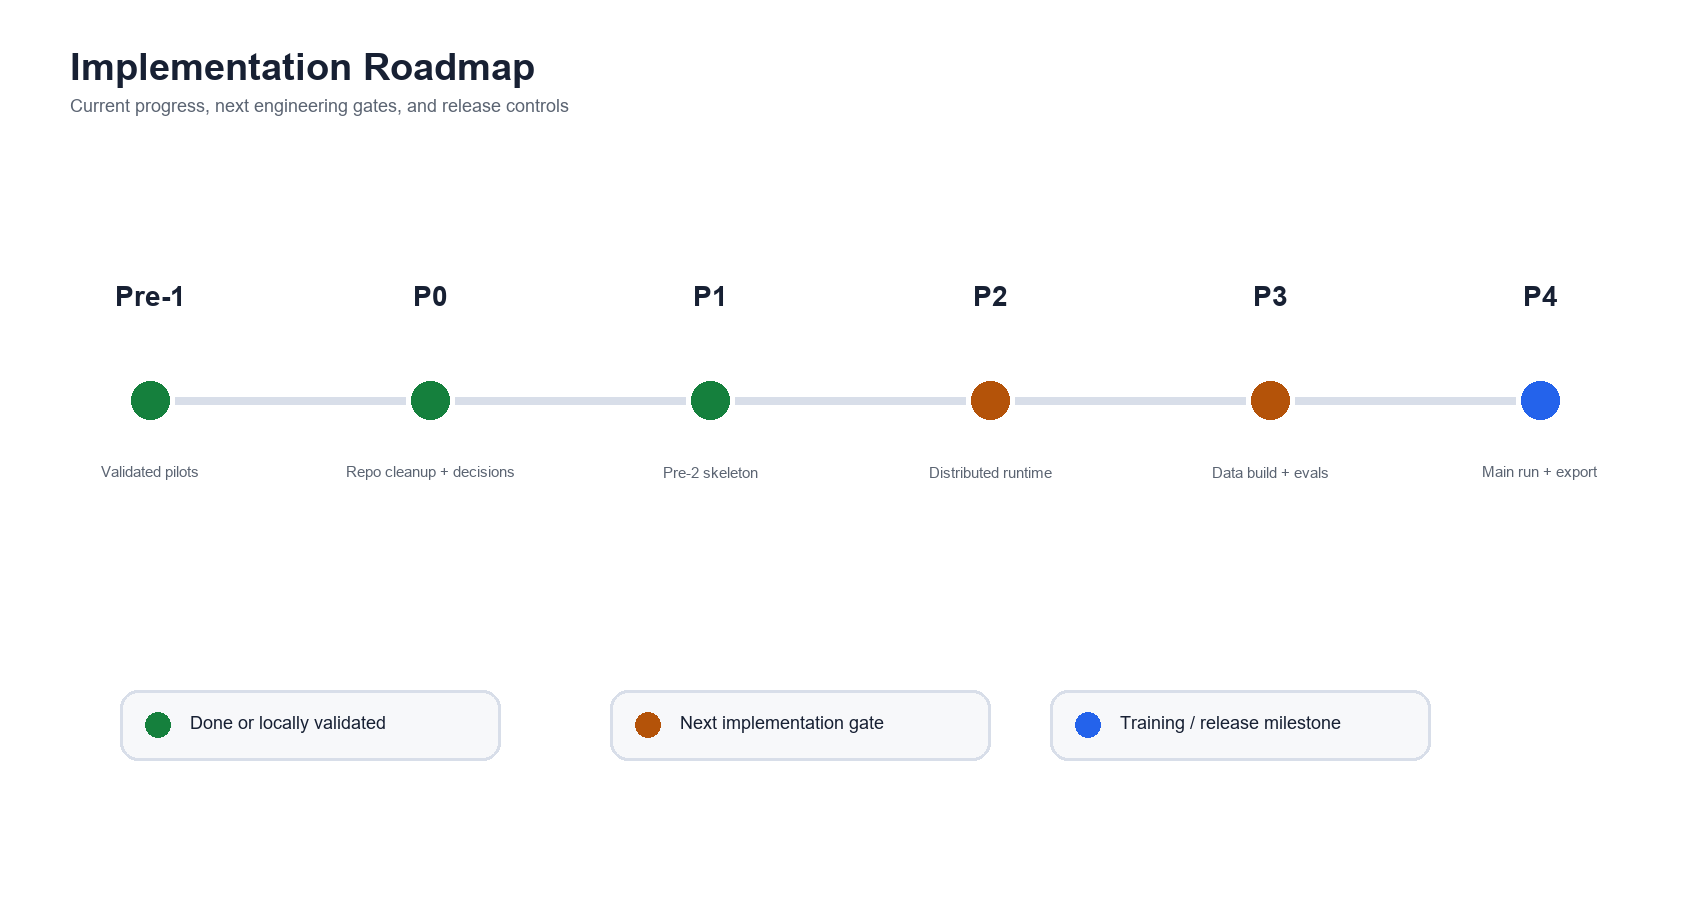 Implementation Roadmap
Current progress, next engineering gates, and release controls
Pre-1
P0
P1
P2
P3
P4
Validated pilots
Repo cleanup + decisions
Pre-2 skeleton
Distributed runtime
Data build + evals
Main run + export
Done or locally validated
Next implementation gate
Training / release milestone